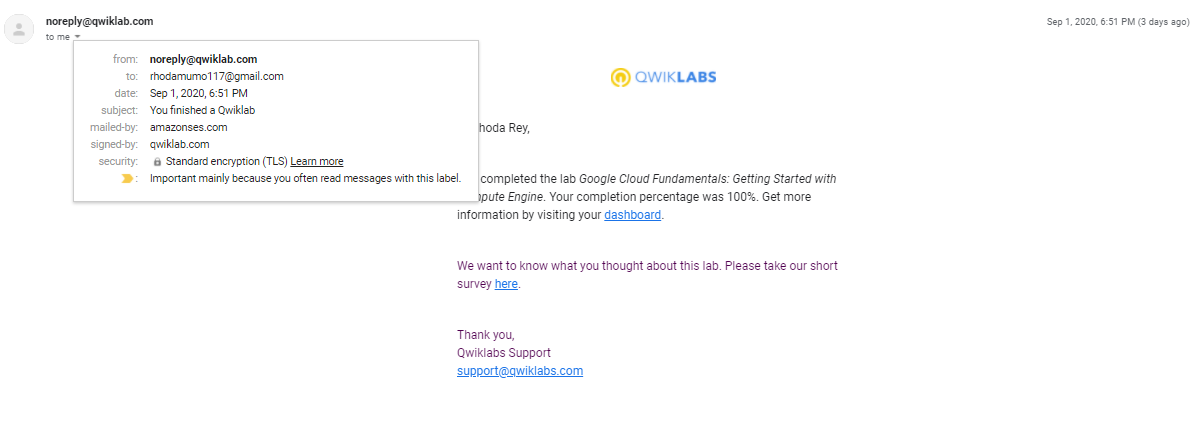 noreply@qwiklab.com
Sep 1, 2020, 6:51 PM (3 days ago)
to me
from: noreply@qwiklab.com
to: rhodamumo117@gmail.com
date: Sep 1, 2020, 6:51 PM
subject: You finished a Qwiklab
mailed-by: amazonses.com
signed-by: qwiklab.com
security: Standard encryption (TLS) Learn more
: Important mainly because you often read messages with this label.
QWIKLABS
hoda Rey,
completed the lab Google Cloud Fundamentals: Getting Started with
pute Engine. Your completion percentage was 100%. Get more
information by visiting your dashboard.
We want to know what you thought about this lab. Please take our short
survey here.
Thank you,
Qwiklabs Support
support@qwiklabs.com